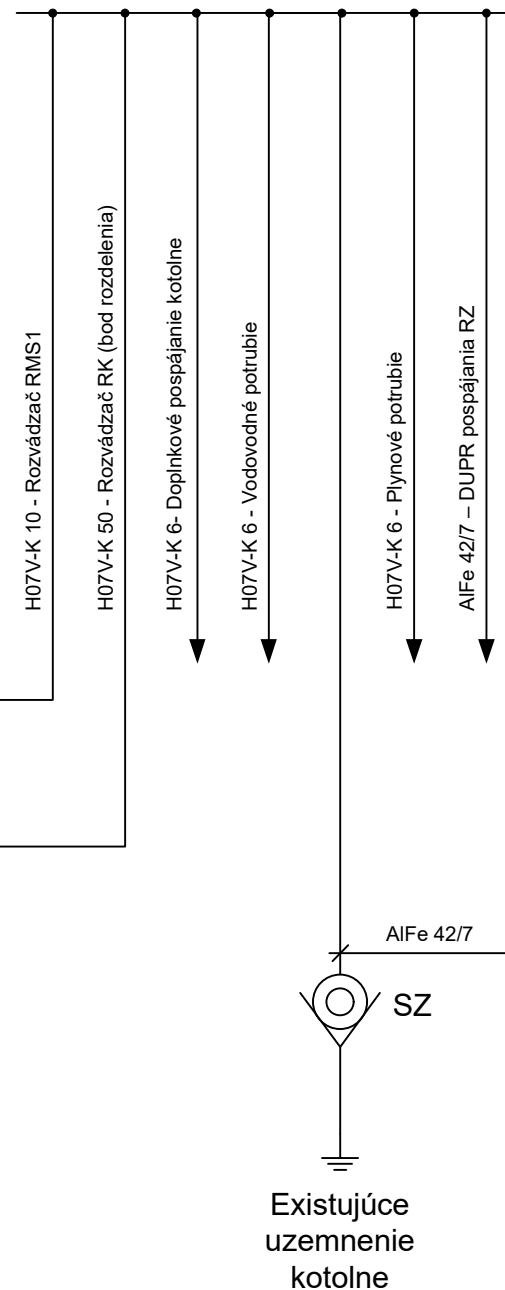 H07V-K 10 - Rozvádzač RMS1
H07V-K 50 - Rozvádzač RK (bod rozdelenia)
H07V-K 6- Doplnkové pospájanie kotolne
H07V-K 6 - Vodovodné potrubie
H07V-K 6 - Plynové potrubie
AlFe 42/7 – DUPR pospájania RZ
AlFe 42/7
SZ
Existujúce
uzemnenie
kotolne